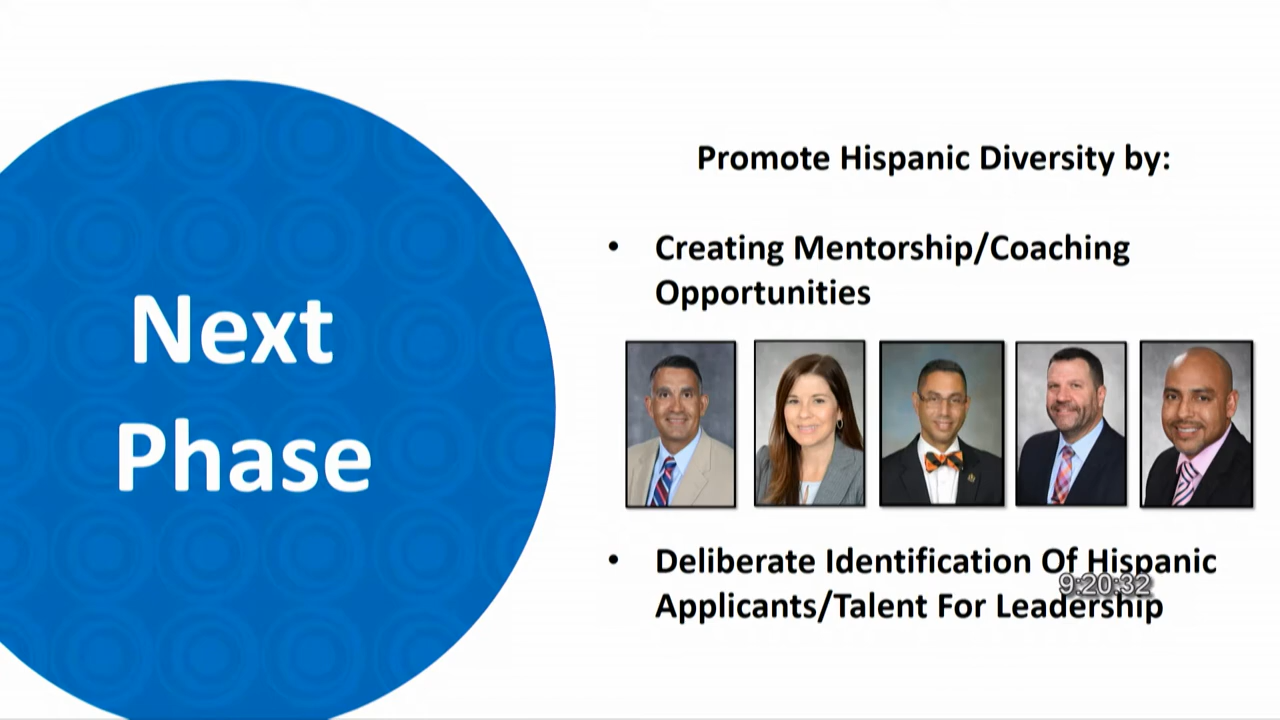 Next
Phase
Promote Hispanic Diversity by:
• Creating Mentorship/Coaching
Opportunities
• Deliberate Identification Of Hispanic
9:20:32
Applicants/Talent For Leadership